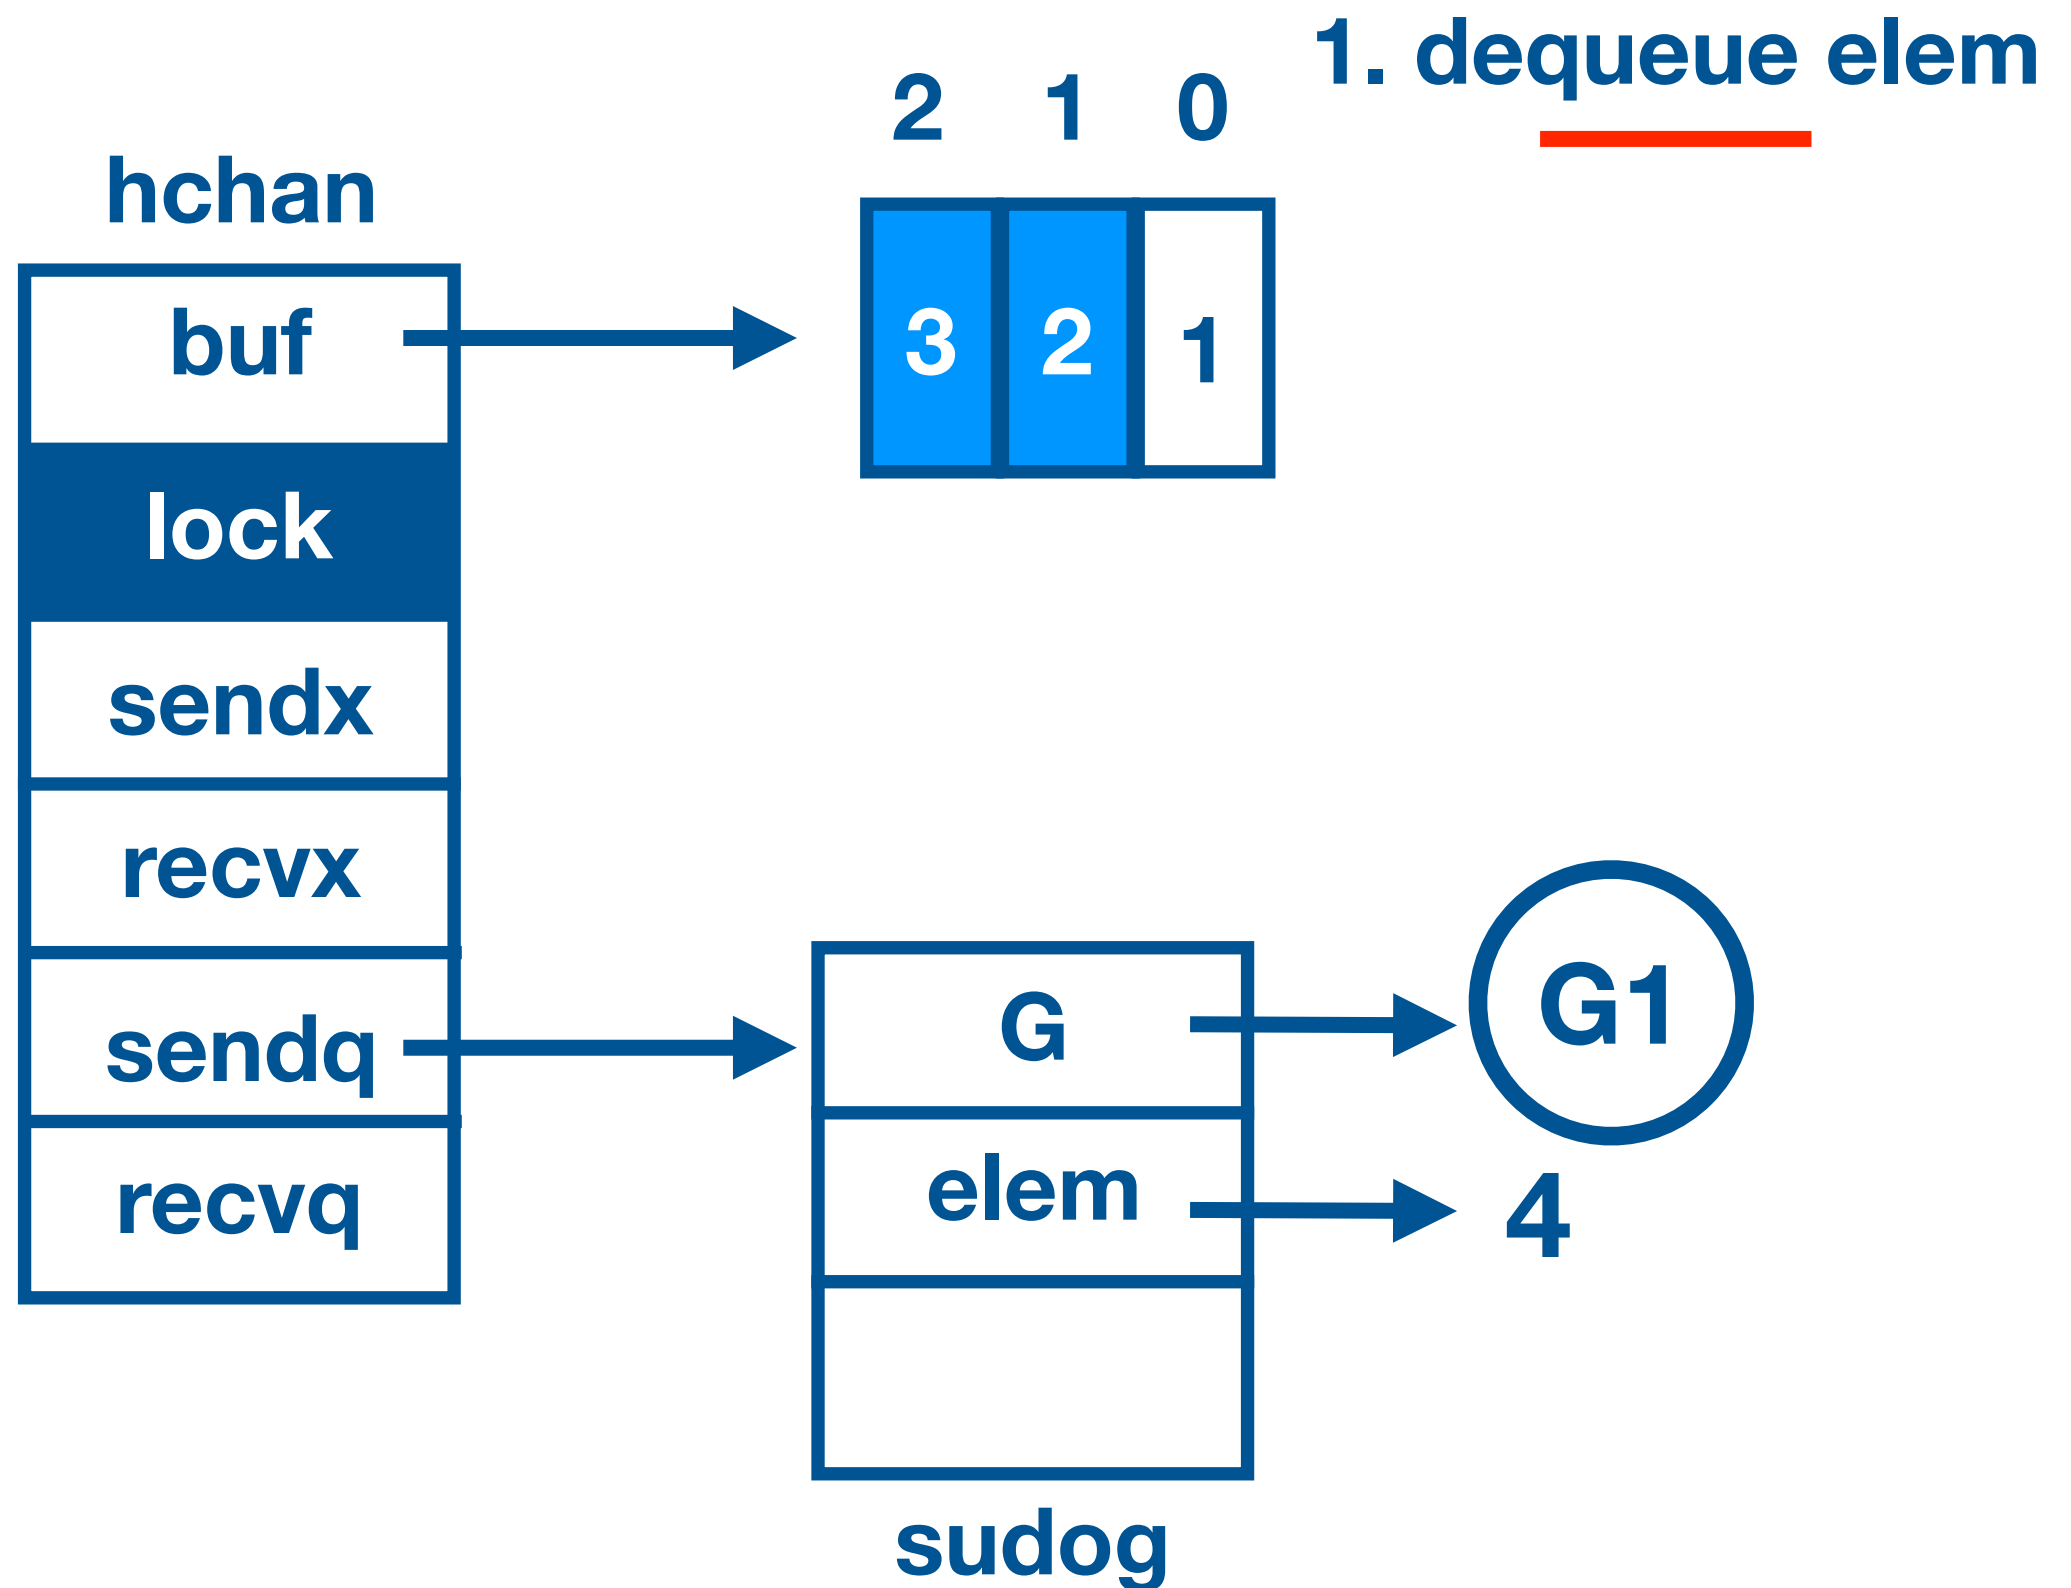 1. dequeue elem
2 1 0
hchan
buf
3 2 1
lock
sendx
recvx
sendq
recvq
G
G1
elem
4
sudog